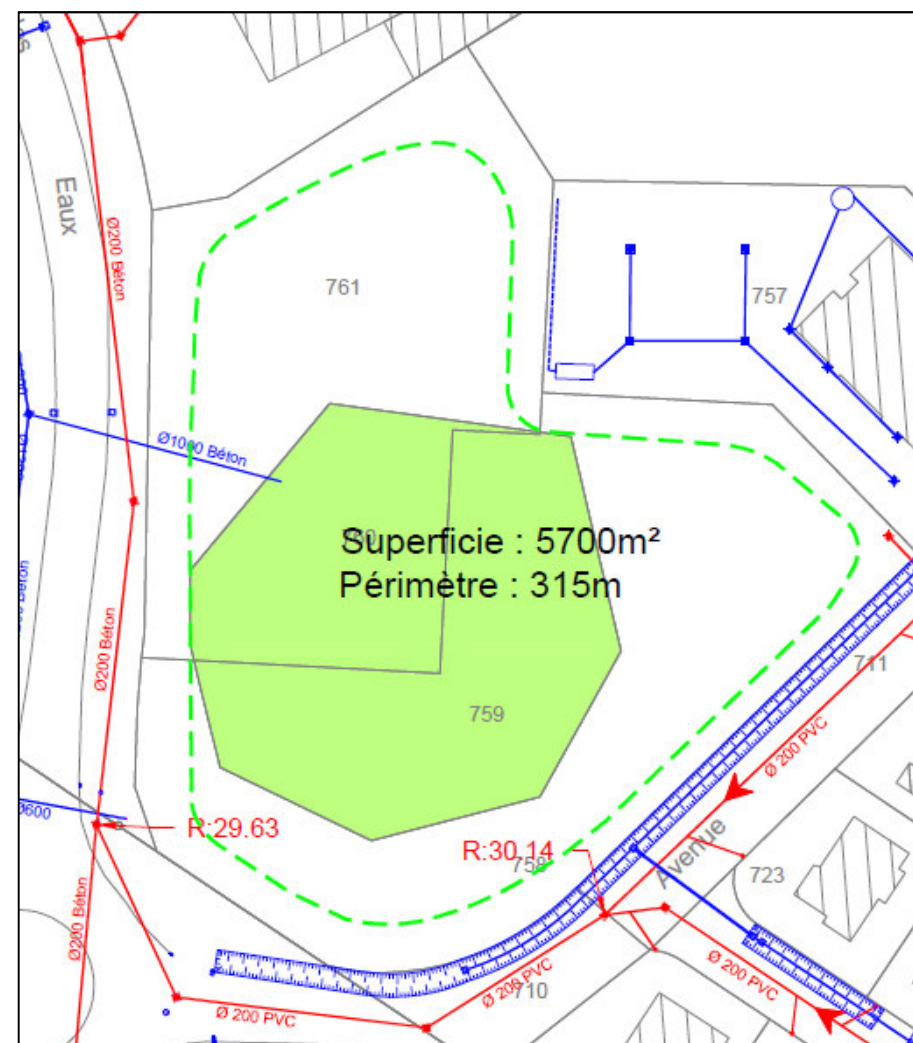 Eaux
Ø200 Béton
761
757
Ø1000 Béton
Superficie : 5700m²
Périmètre : 315m
Ø200 Béton
759
711
Ø 200 PVC
Ø600
R:29.63
R:30.14
758
Avenue
723
Ø200 Béton
Ø 200 PVC
Ø 200 PVC
710
Ø 200 PVC